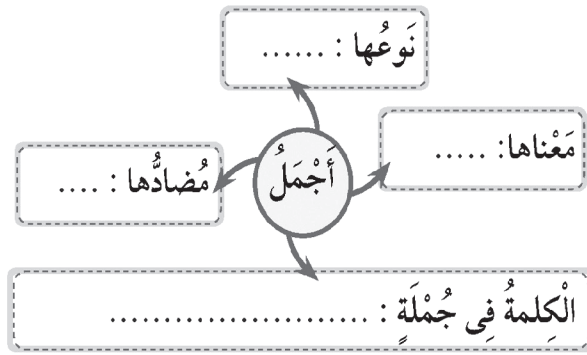 نَوعُها : ......
مَعْناها: .....
أَجْمَلُ
مُضادُّها : ....
الْكِلمةُ فِى جُمْلَةٍ : ........................